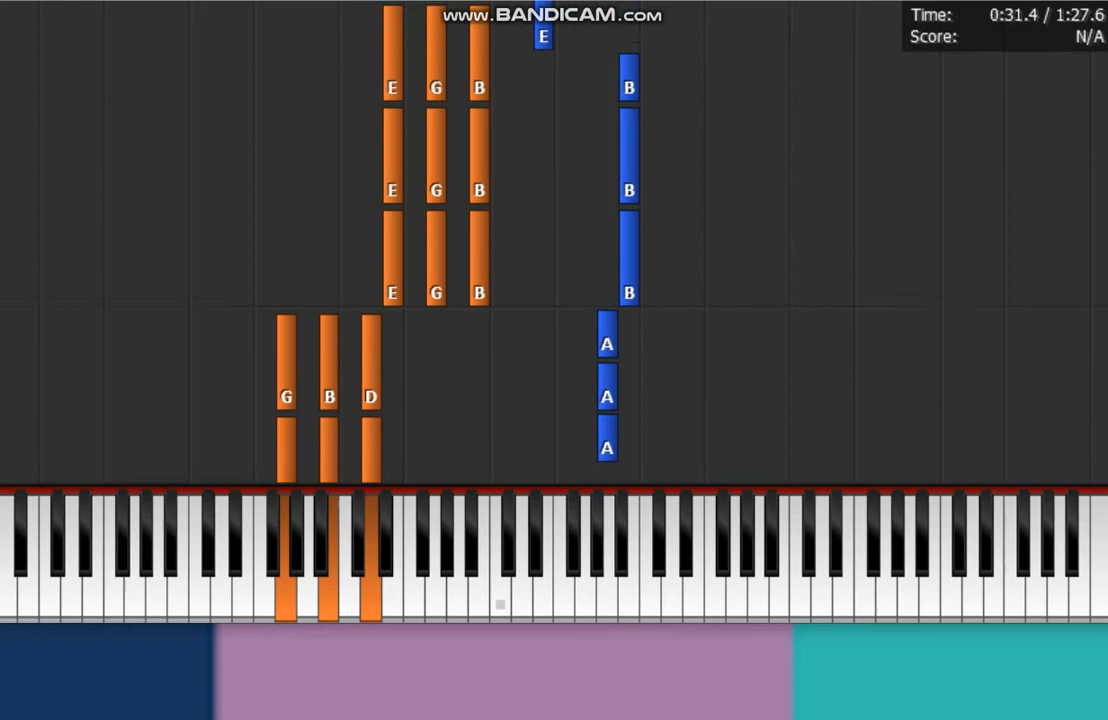 www.BANDICAM.com
Time: 0:31.4 / 1:27.6
Score: N/A
E
E G B B
E G B B
E G B B
A
G B D A
A